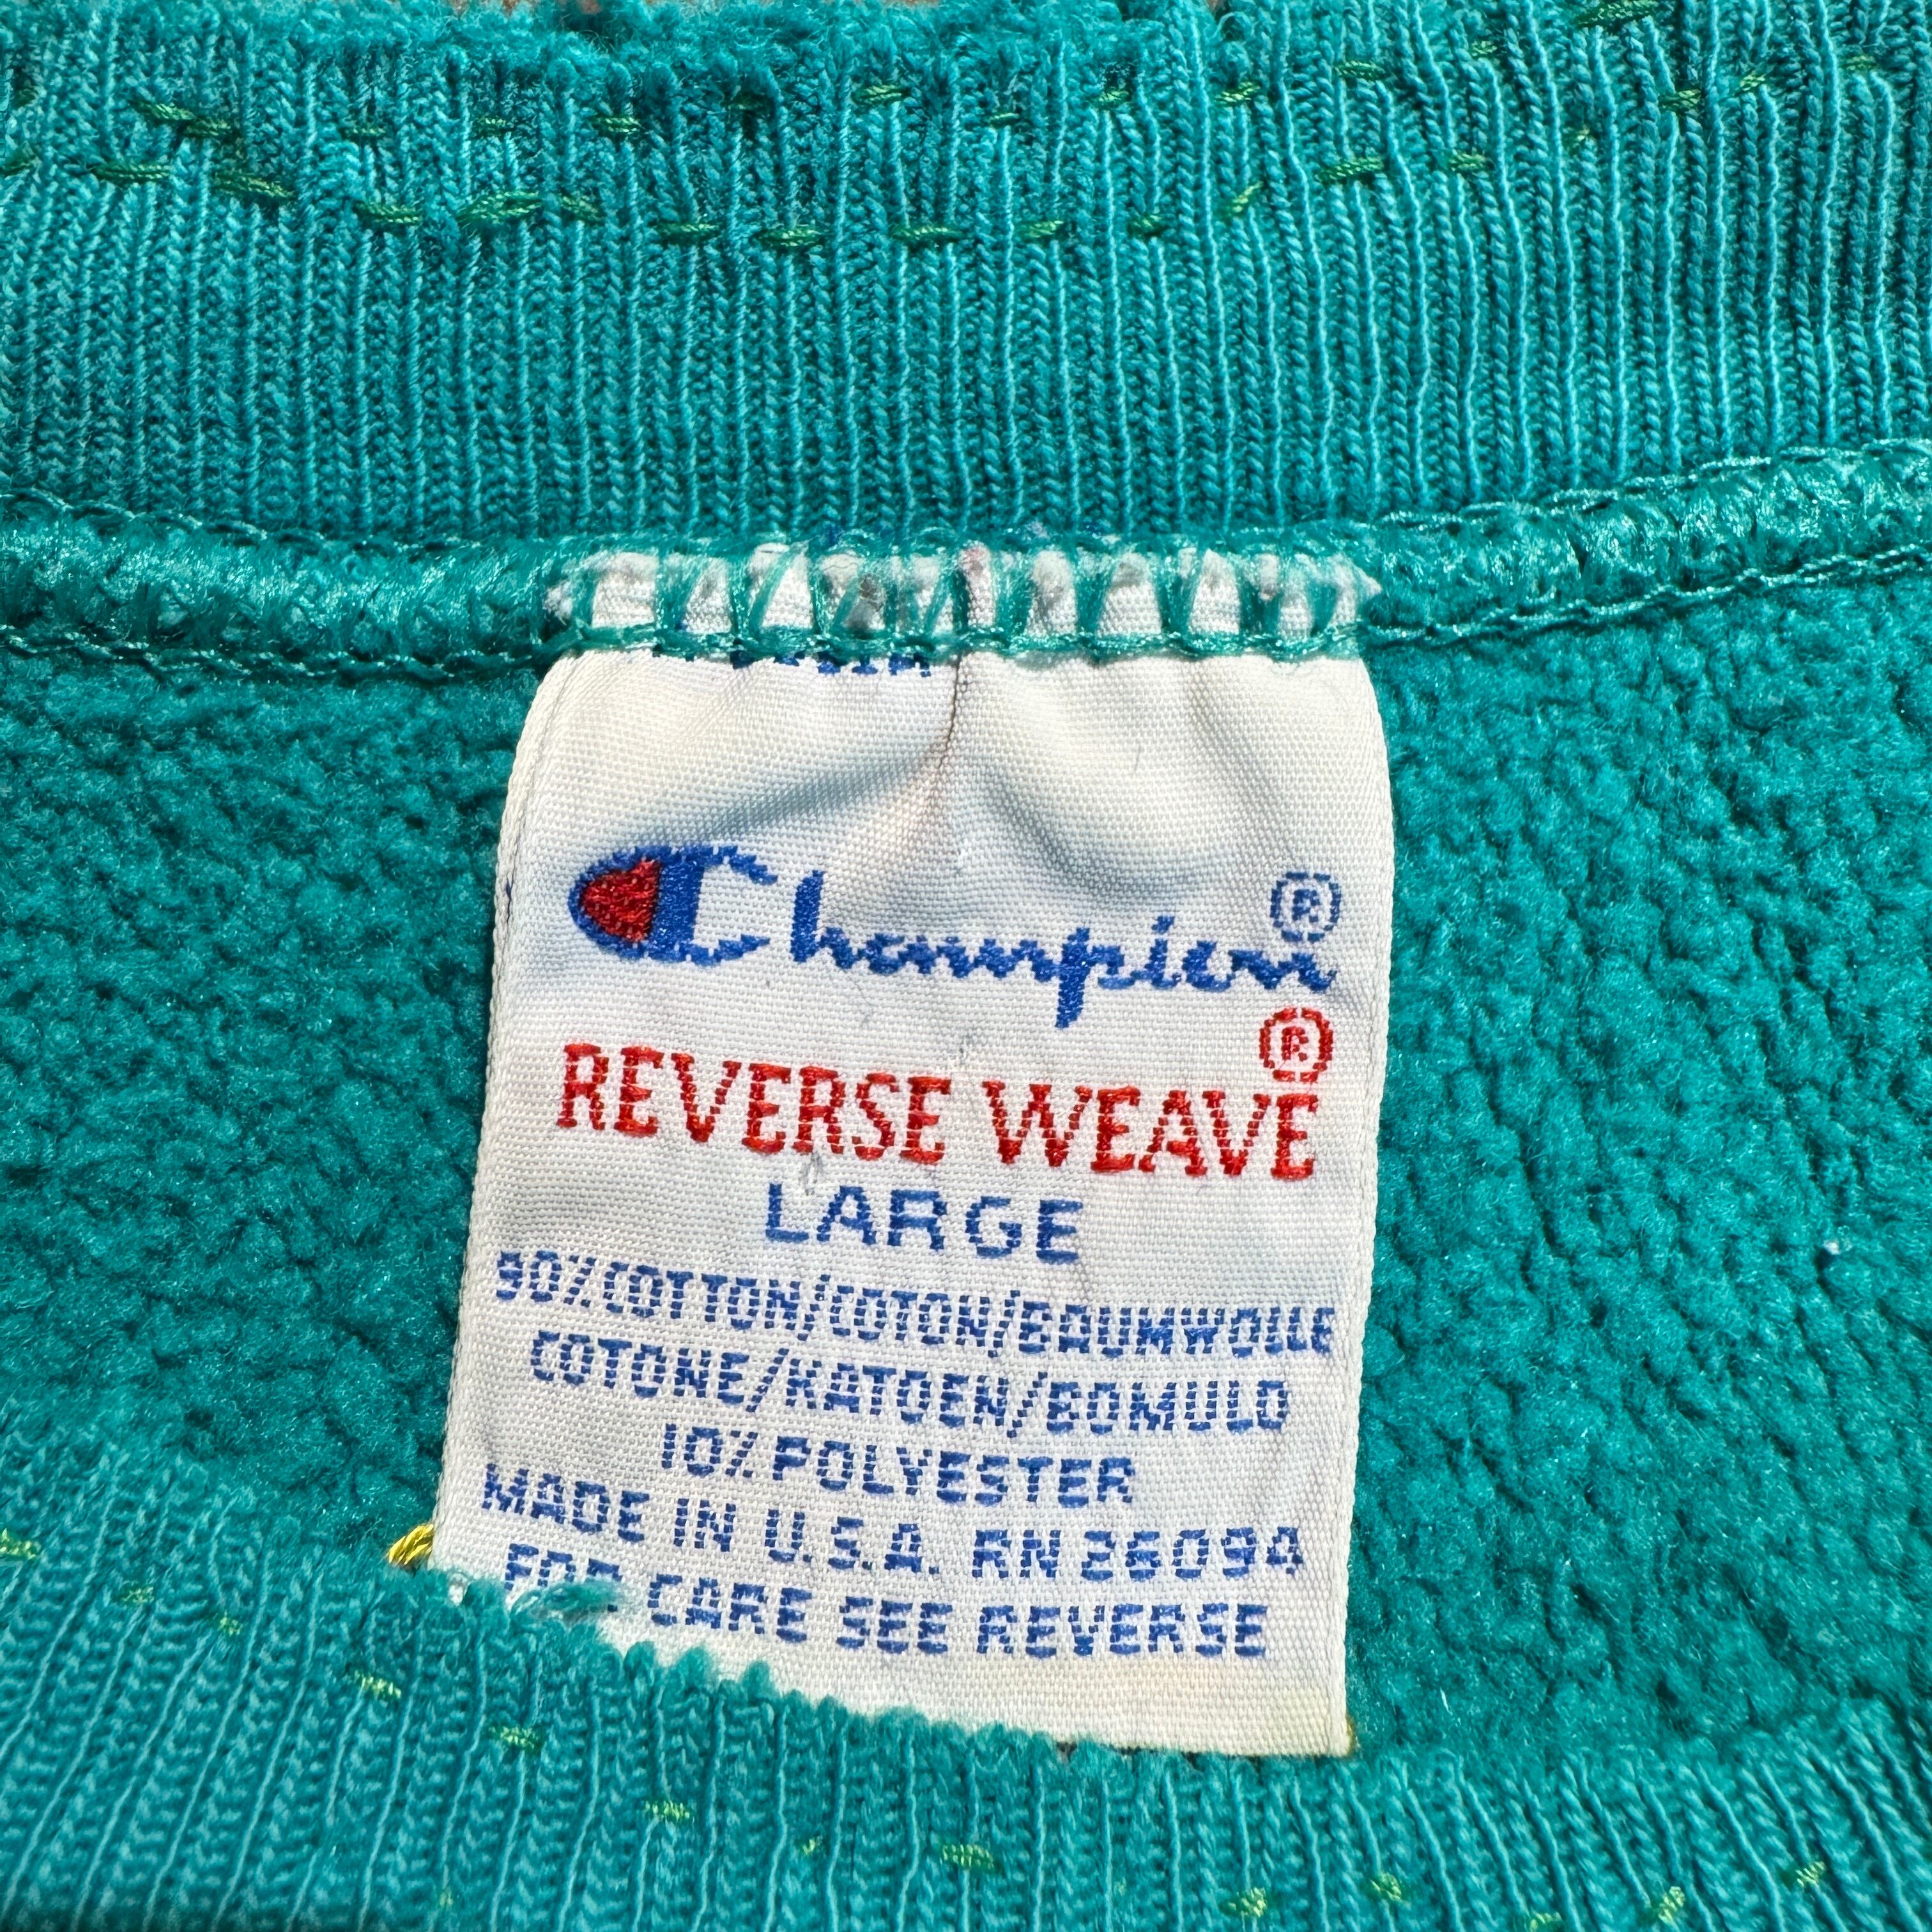 Champion®
REVERSE WEAVE®
LARGE
90% COTTON/COTON/BAUMWOLLE
COTONE/KATOEN/BOMULD
10% POLYESTER
MADE IN U.S.A. RN 26094
FOR CARE SEE REVERSE